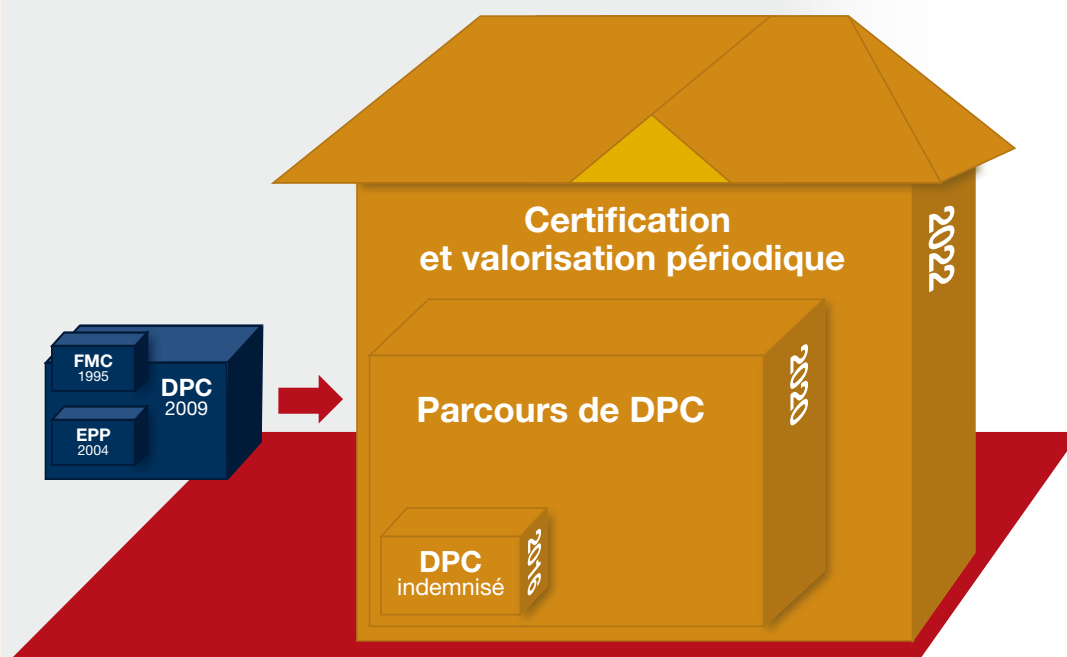 Certification
et valorisation périodique
2022
FMC
1995
DPC
2009
EPP
2004
Parcours de DPC
2020
DPC
indemnisé
2016